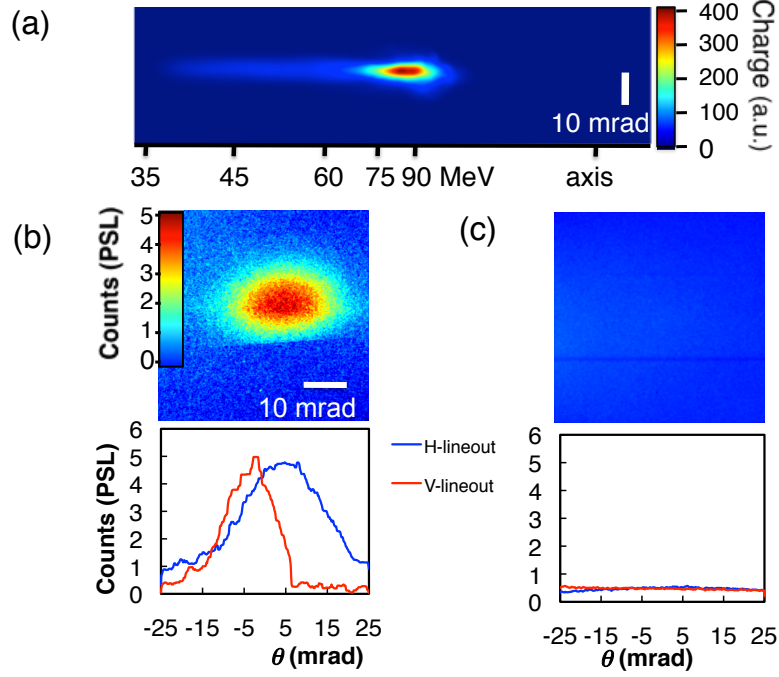 (a)
400
300
200
100
0
Charge (a.u.)
10 mrad
35 45 60 75 90 MeV axis
(b)
5
4
3
2
1
0
Counts (PSL)
10 mrad
(c)
6
5
4
3
2
1
0
Counts (PSL)
-25 -15 -5 5 15 25
θ (mrad)
H-lineout
V-lineout
6
5
4
3
2
1
0
-25 -15 -5 5 15 25
θ (mrad)